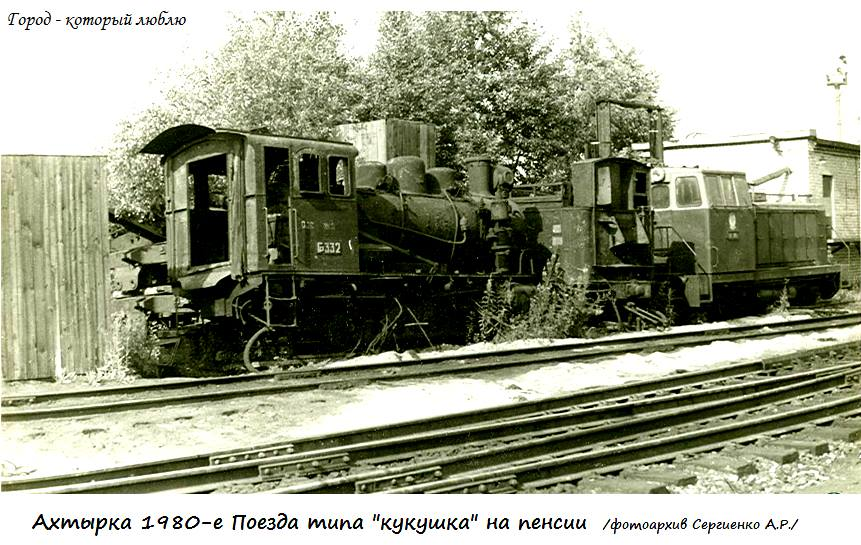 Город - который люблю
Б332
Ахтырка 1980-е Поезда типа "кукушка" на пенсии /фотоархив Сергиенко А.Р./